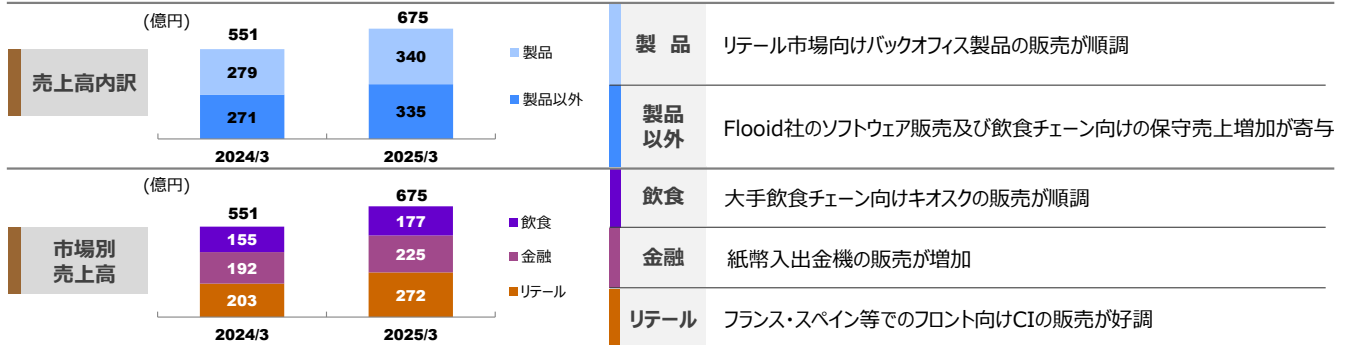 売上高内訳
(億円)
551
675
279
340
271
335
2024/3
2025/3
製品
製品以外
製 品
リテール市場向けバックオフィス製品の販売が順調
製品
以外
Flooid社のソフトウェア販売及び飲食チェーン向けの保守売上増加が寄与
市場別
売上高
(億円)
551
675
155
177
192
225
203
272
2024/3
2025/3
飲食
金融
リテール
飲食
大手飲食チェーン向けキオスクの販売が順調
金融
紙幣入出金機の販売が増加
リテール
フランス・スペイン等でのフロント向けCIの販売が好調